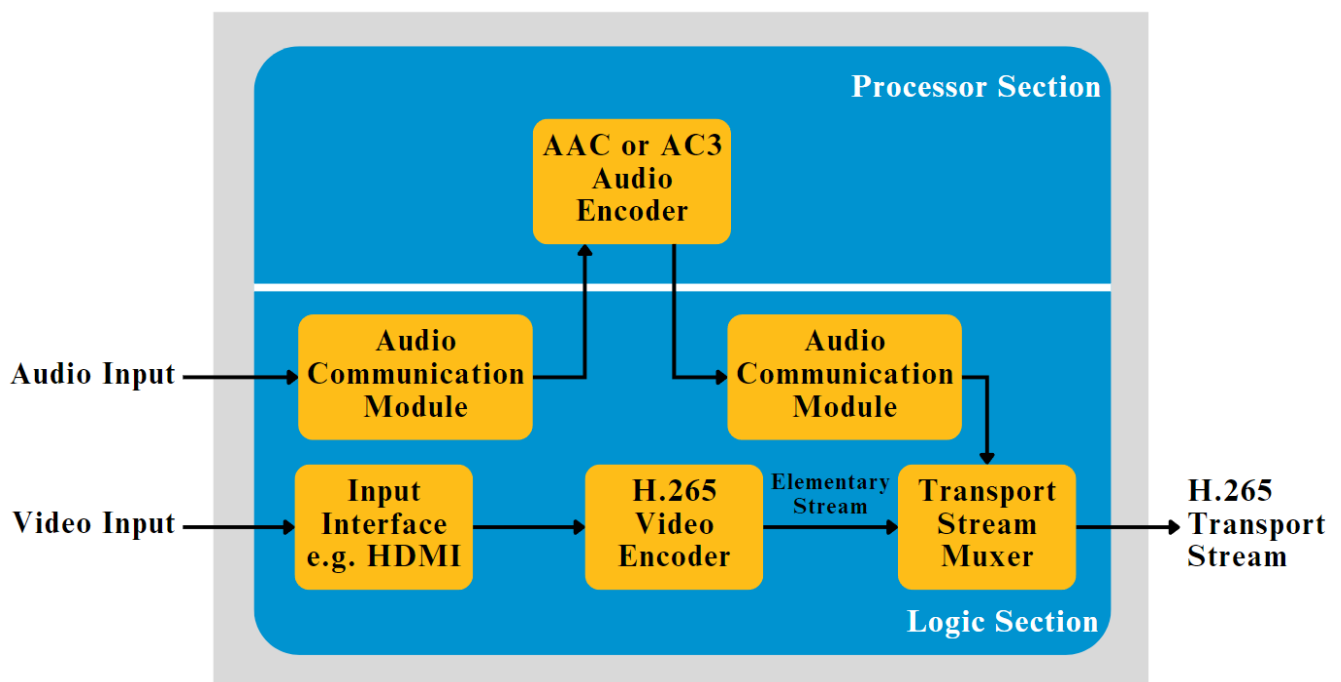 Processor Section
AAC or AC3
Audio
Encoder
Audio Input
Audio
Communication
Module
Audio
Communication
Module
Video Input
Input
Interface
e.g. HDMI
H.265
Video
Encoder
Elementary
Stream
Transport
Stream
Muxer
H.265
Transport
Stream
Logic Section